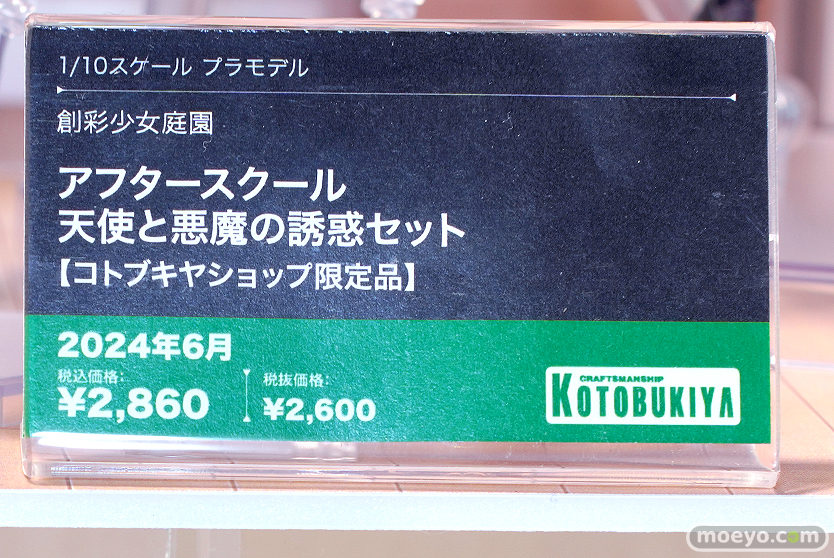 1/10スケール プラモデル
創彩少女庭園
アフタースクール
天使と悪魔の誘惑セット
【コトブキヤショップ限定品】
2024年6月
税込価格:
¥2,860
税抜価格:
¥2,600
CRAFTSMANSHIP
KOTOBUKIYA
moeyo.com